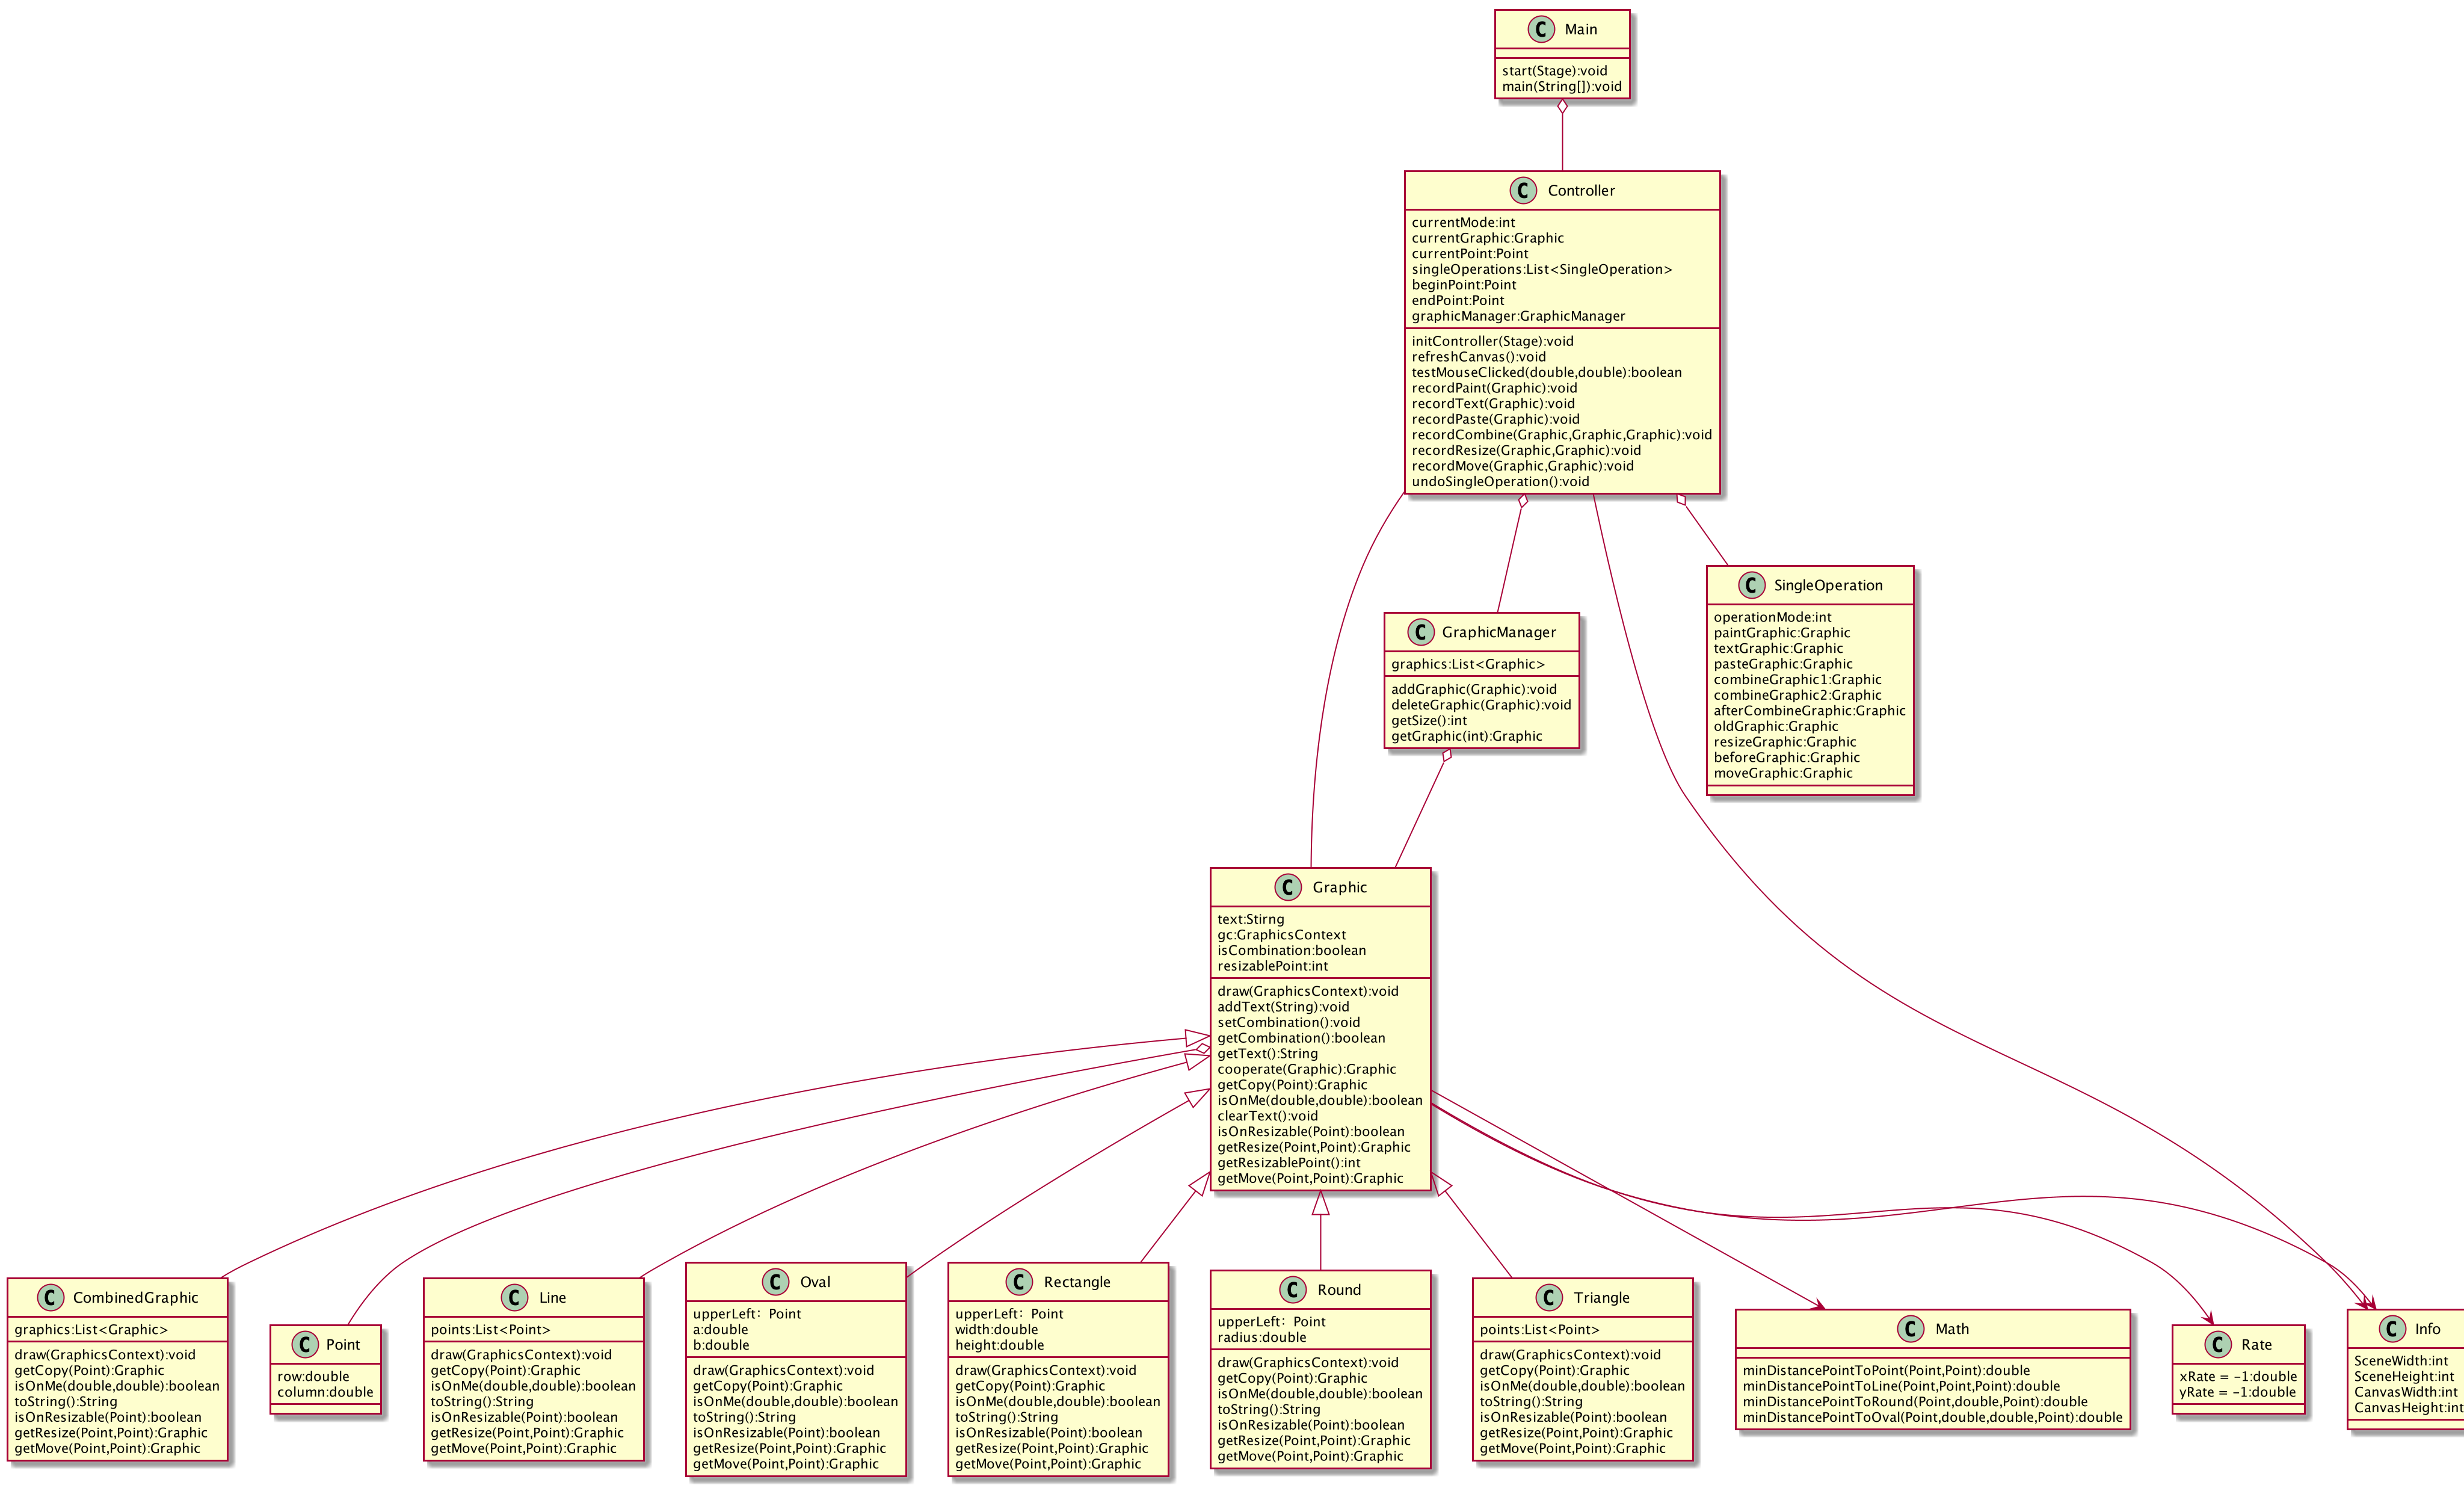 C Main
start(Stage):void
main(String[]):void
C Controller
currentMode:int
currentGraphic:Graphic
currentPoint:Point
singleOperations:List<SingleOperation>
beginPoint:Point
endPoint:Point
graphicManager:GraphicManager
initController(Stage):void
refreshCanvas():void
testMouseClicked(double,double):boolean
recordPaint(Graphic):void
recordText(Graphic):void
recordPaste(Graphic):void
recordCombine(Graphic,Graphic,Graphic):void
recordResize(Graphic,Graphic):void
recordMove(Graphic,Graphic):void
undoSingleOperation():void
C SingleOperation
operationMode:int
paintGraphic:Graphic
textGraphic:Graphic
pasteGraphic:Graphic
combineGraphic1:Graphic
combineGraphic2:Graphic
afterCombineGraphic:Graphic
oldGraphic:Graphic
resizeGraphic:Graphic
beforeGraphic:Graphic
moveGraphic:Graphic
C GraphicManager
graphics:List<Graphic>
addGraphic(Graphic):void
deleteGraphic(Graphic):void
getSize():int
getGraphic(int):Graphic
C Graphic
text:Stirng
gc:GraphicsContext
isCombination:boolean
resizablePoint:int
draw(GraphicsContext):void
addText(String):void
setCombination():void
getCombination():boolean
getText():String
cooperate(Graphic):Graphic
getCopy(Point):Graphic
isOnMe(double,double):boolean
clearText():void
isOnResizable(Point):boolean
getResize(Point,Point):Graphic
getResizablePoint():int
getMove(Point,Point):Graphic
C CombinedGraphic
graphics:List<Graphic>
draw(GraphicsContext):void
getCopy(Point):Graphic
isOnMe(double,double):boolean
toString():String
isOnResizable(Point):boolean
getResize(Point,Point):Graphic
getMove(Point,Point):Graphic
C Point
row:double
column:double
C Line
points:List<Point>
draw(GraphicsContext):void
getCopy(Point):Graphic
isOnMe(double,double):boolean
toString():String
isOnResizable(Point):boolean
getResize(Point,Point):Graphic
getMove(Point,Point):Graphic
C Oval
upperLeft：Point
a:double
b:double
draw(GraphicsContext):void
getCopy(Point):Graphic
isOnMe(double,double):boolean
toString():String
isOnResizable(Point):boolean
getResize(Point,Point):Graphic
getMove(Point,Point):Graphic
C Rectangle
upperLeft：Point
width:double
height:double
draw(GraphicsContext):void
getCopy(Point):Graphic
isOnMe(double,double):boolean
toString():String
isOnResizable(Point):boolean
getResize(Point,Point):Graphic
getMove(Point,Point):Graphic
C Round
upperLeft：Point
radius:double
draw(GraphicsContext):void
getCopy(Point):Graphic
isOnMe(double,double):boolean
toString():String
isOnResizable(Point):boolean
getResize(Point,Point):Graphic
getMove(Point,Point):Graphic
C Triangle
points:List<Point>
draw(GraphicsContext):void
getCopy(Point):Graphic
isOnMe(double,double):boolean
toString():String
isOnResizable(Point):boolean
getResize(Point,Point):Graphic
getMove(Point,Point):Graphic
C Math
minDistancePointToPoint(Point,Point):double
minDistancePointToLine(Point,Point,Point):double
minDistancePointToRound(Point,double,Point):double
minDistancePointToOval(Point,double,double,Point):double
C Rate
xRate = -1:double
yRate = -1:double
C Info
SceneWidth:int
SceneHeight:int
CanvasWidth:int
CanvasHeight:int